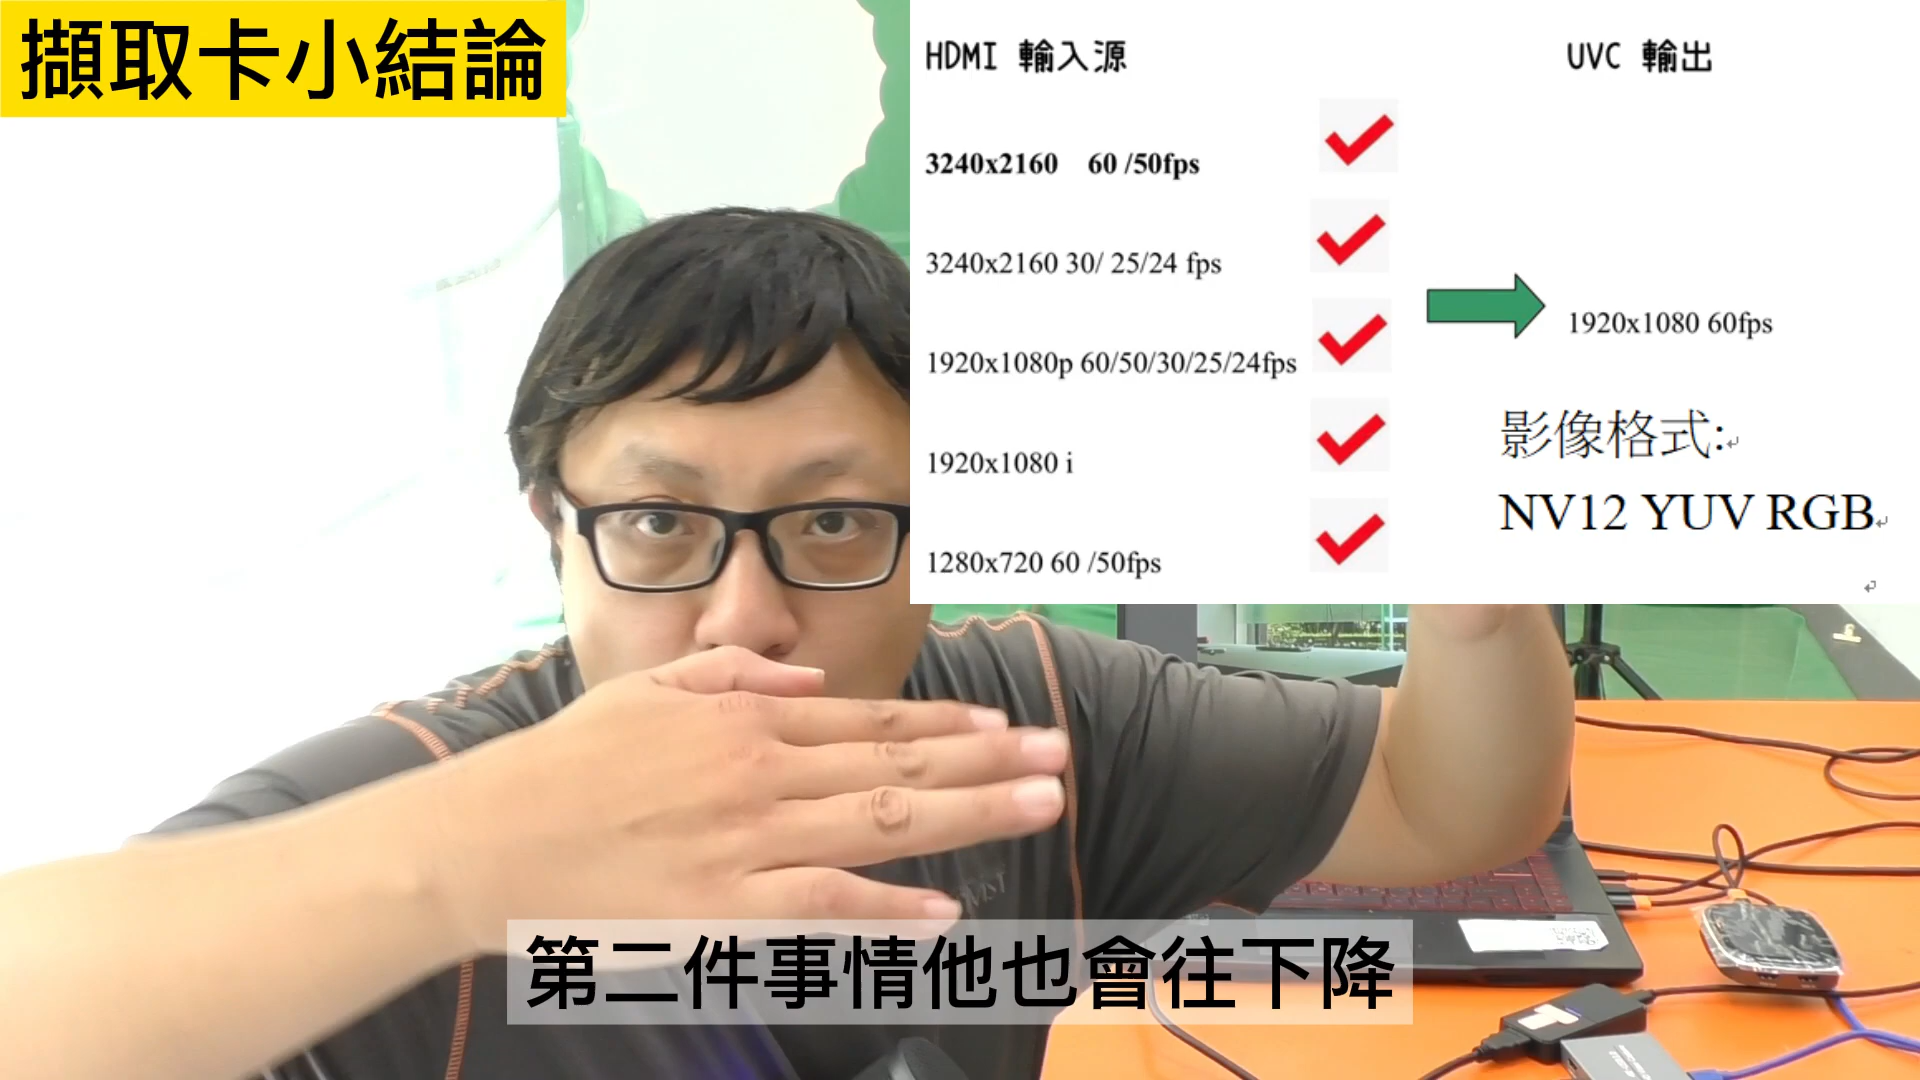 擷取卡小結論
HDMI 輸入源
UVC 輸出
3240x2160 60 /50fps
3240x2160 30/ 25/24 fps
1920x1080p 60/50/30/25/24fps
1920x1080 i
1280x720 60 /50fps
1920x1080 60fps
影像格式:
NV12 YUV RGB
第二件事情他也會往下降